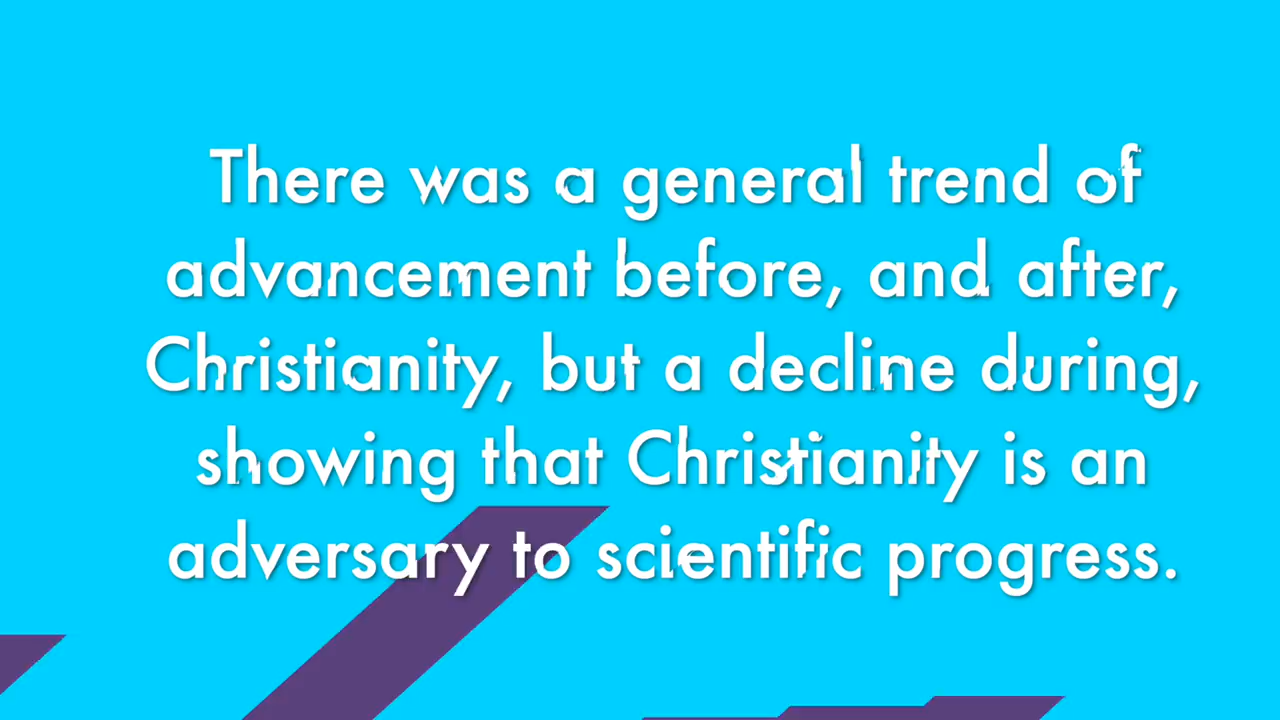 There was a general trend of
advancement before, and after,
Christianity, but a decline during,
showing that Christianity is an
adversary to scientific progress.